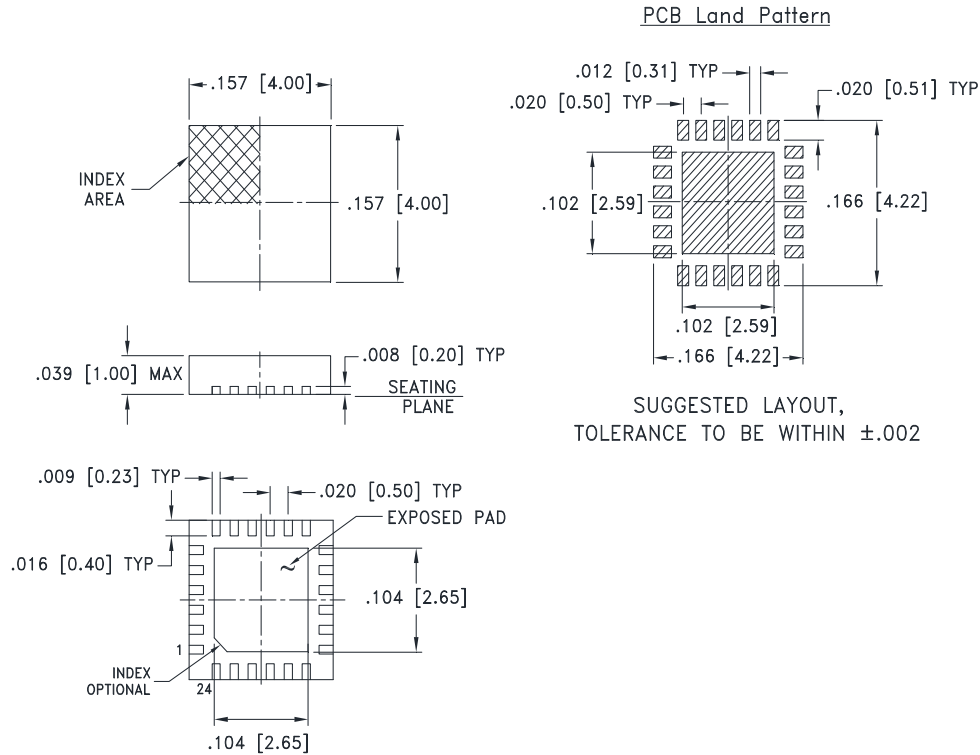 PCB Land Pattern
.157 [4.00]
INDEX
AREA
.157 [4.00]
.012 [0.31] TYP
.020 [0.50] TYP
.020 [0.51] TYP
.102 [2.59]
.166 [4.22]
.102 [2.59]
.166 [4.22]
SUGGESTED LAYOUT,
TOLERANCE TO BE WITHIN ±.002
.039 [1.00] MAX
.008 [0.20] TYP
SEATING
PLANE
.009 [0.23] TYP
.020 [0.50] TYP
EXPOSED PAD
.016 [0.40] TYP
.104 [2.65]
1
INDEX
OPTIONAL
24
.104 [2.65]